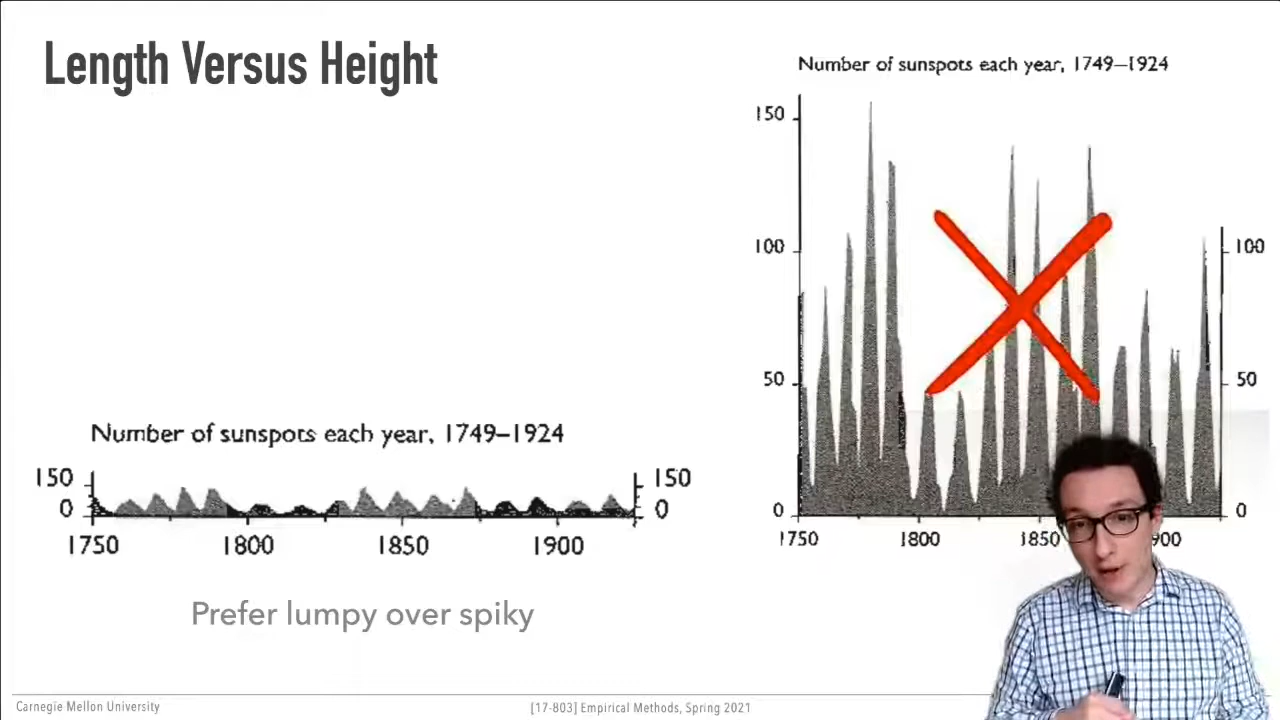 Length Versus Height
Number of sunspots each year, 1749–1924
150
100
50
0
100
50
0
1750 1800 1850 900
Number of sunspots each year, 1749–1924
150
0
150
0
1750 1800 1850 1900
Prefer lumpy over spiky
Carnegie Mellon University
[17-803] Empirical Methods, Spring 2021